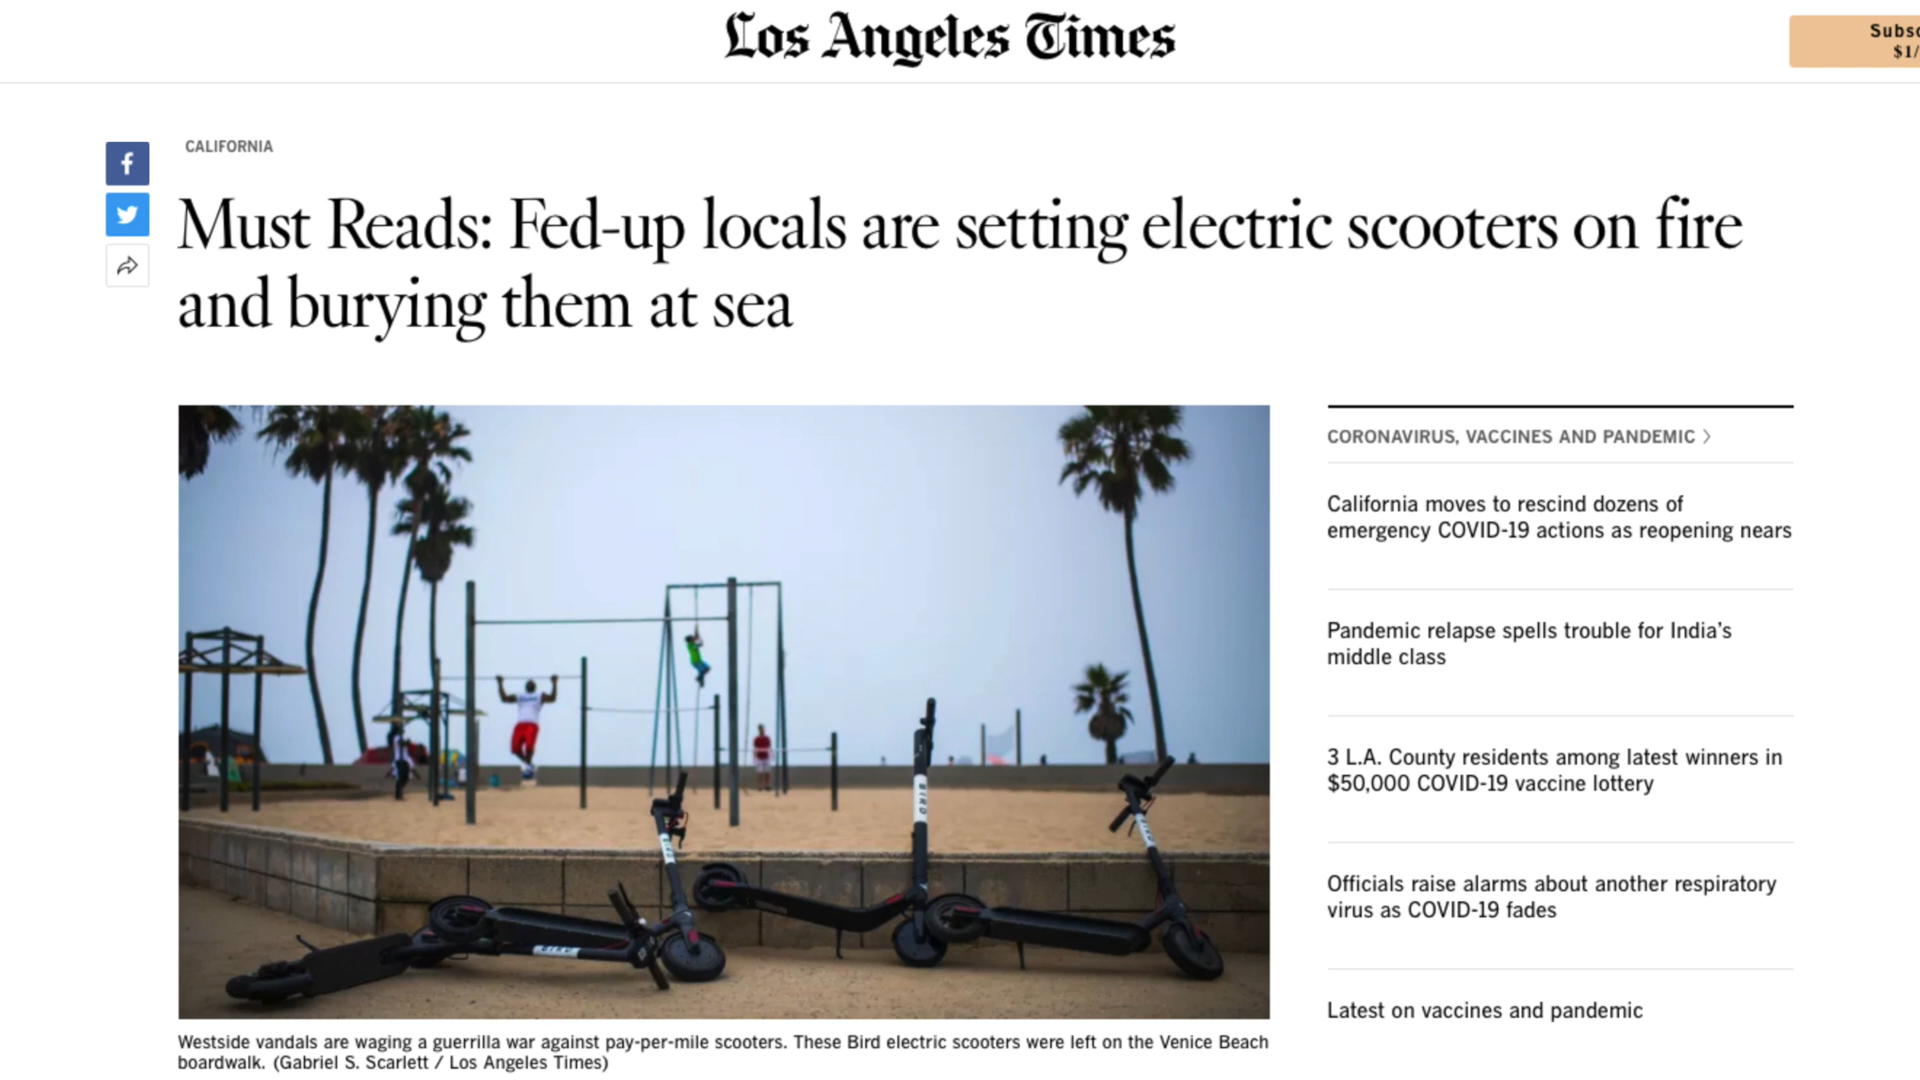 Los Angeles Times
CALIFORNIA
Must Reads: Fed-up locals are setting electric scooters on fire
and burying them at sea
BIRD
BIRD
CORONAVIRUS, VACCINES AND PANDEMIC
California moves to rescind dozens of
emergency COVID-19 actions as reopening nears
Pandemic relapse spells trouble for India's
middle class
3 L.A. County residents among latest winners in
$50,000 COVID-19 vaccine lottery
Officials raise alarms about another respiratory
virus as COVID-19 fades
Latest on vaccines and pandemic
Westside vandals are waging a guerrilla war against pay-per-mile scooters. These Bird electric scooters were left on the Venice Beach
boardwalk. (Gabriel S. Scarlett / Los Angeles Times)